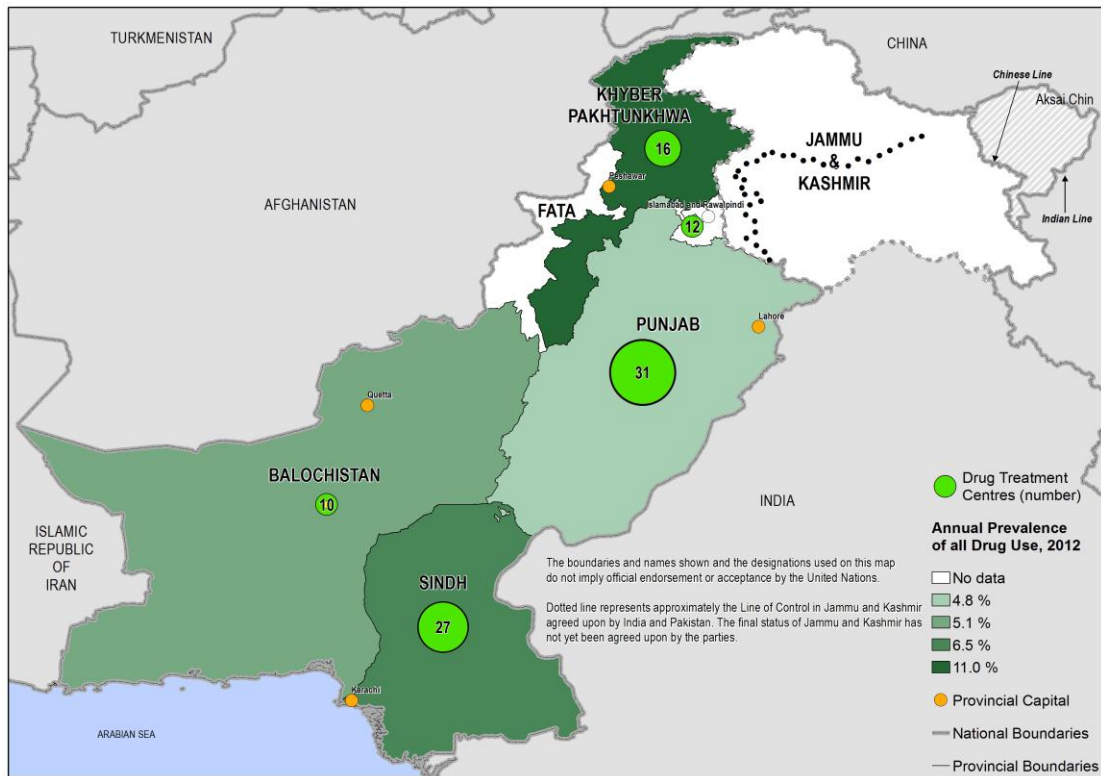 TURKMENISTAN
CHINA
Chinese Line
Aksai Chin
KHYBER
PAKHTUNKHWA
16
JAMMU
&
KASHMIR
Peshawar
AFGHANISTAN
FATA
Islamabad and Rawalpindi
12
Indian Line
PUNJAB
Lahore
31
Quetta
BALOCHISTAN
10
INDIA
ISLAMIC
REPUBLIC
OF
IRAN
SINDH
27
Karachi
ARABIAN SEA
The boundaries and names shown and the designations used on this map
do not imply official endorsement or acceptance by the United Nations.
Dotted line represents approximately the Line of Control in Jammu and Kashmir
agreed upon by India and Pakistan. The final status of Jammu and Kashmir has
not yet been agreed upon by the parties.
Drug Treatment
Centres (number)
Annual Prevalence
of all Drug Use, 2012
No data
4.8 %
5.1 %
6.5 %
11.0 %
Provincial Capital
National Boundaries
Provincial Boundaries